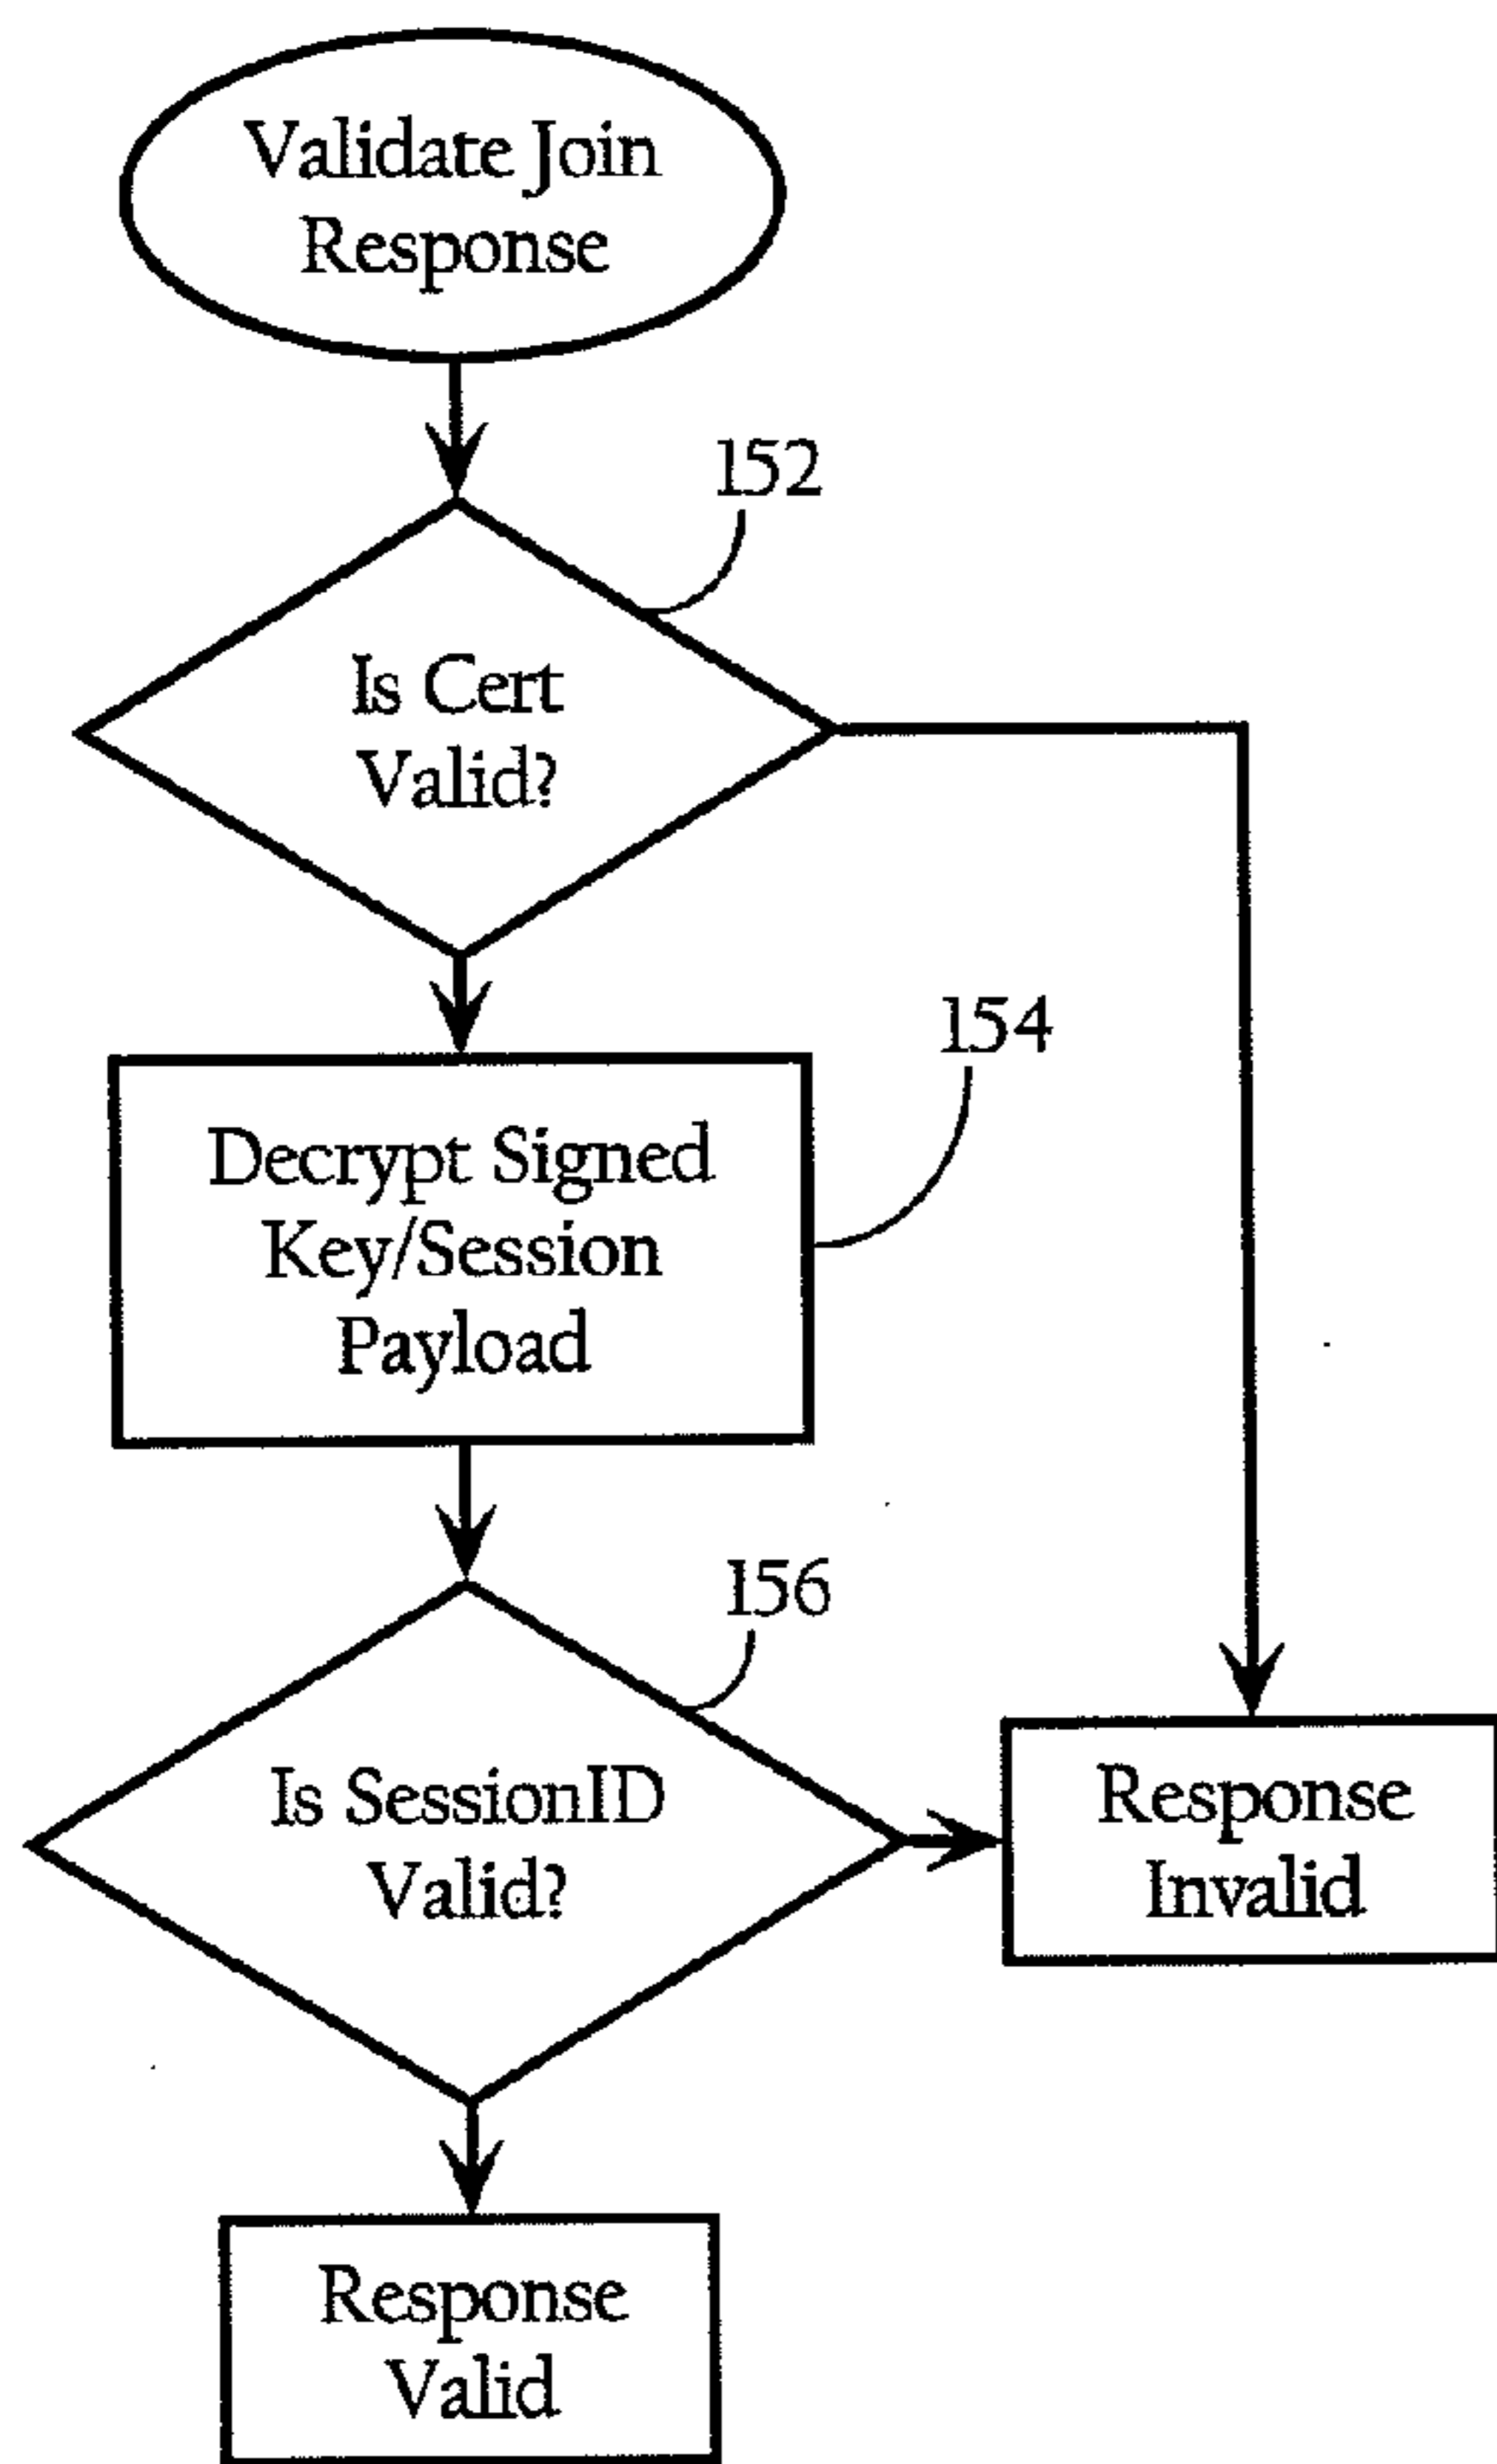 Validate Join
Response
152
Is Cert
Valid?
154
Decrypt Signed
Key/Session
Payload
156
Is SessionID
Valid?
Response
Invalid
Response
Valid